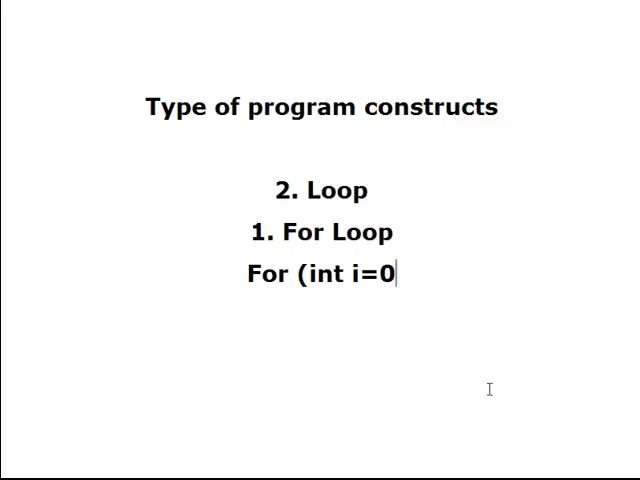 Type of program constructs
2. Loop
1. For Loop
For (int i=0